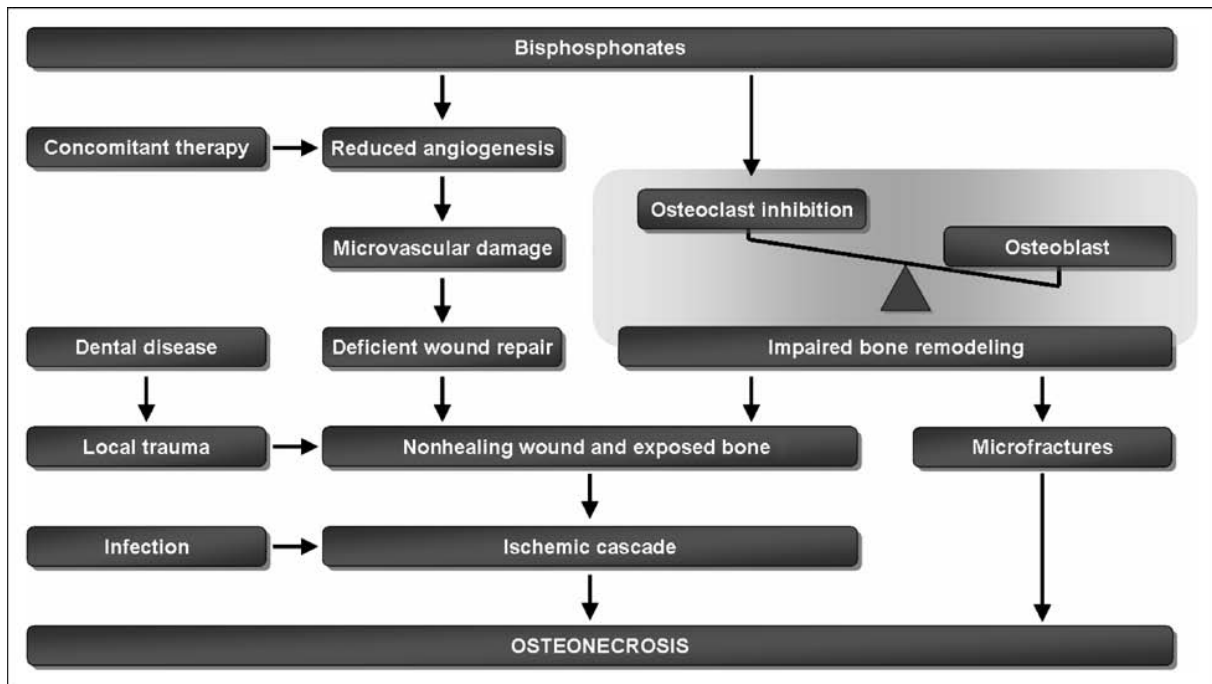 Bisphosphonates
Concomitant therapy
Reduced angiogenesis
Osteoclast inhibition
Microvascular damage
Osteoblast
Dental disease
Deficient wound repair
Impaired bone remodeling
Local trauma
Nonhealing wound and exposed bone
Microfractures
Infection
Ischemic cascade
OSTEONECROSIS